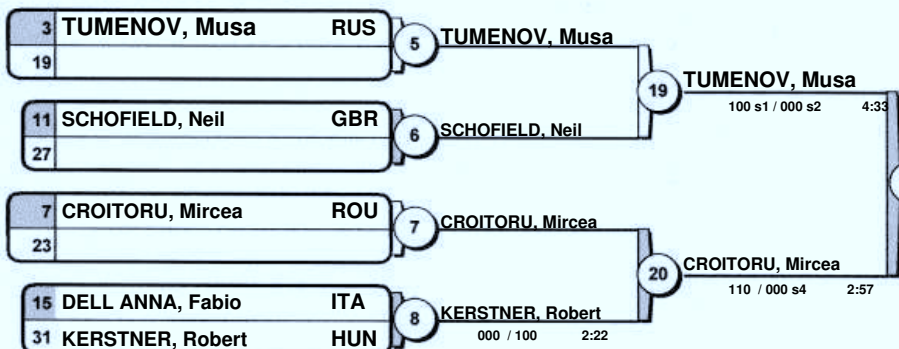 3 TUMENOV, Musa RUS
19
5 TUMENOV, Musa
11 SCHOFIELD, Neil GBR
27
6 SCHOFIELD, Neil
19 TUMENOV, Musa
100 s1 / 000 s2 4:33
7 CROITORU, Mircea ROU
23
7 CROITORU, Mircea
15 DELL ANNA, Fabio ITA
31 KERSTNER, Robert HUN
8 KERSTNER, Robert
000 / 100 2:22
20 CROITORU, Mircea
110 / 000 s4 2:57